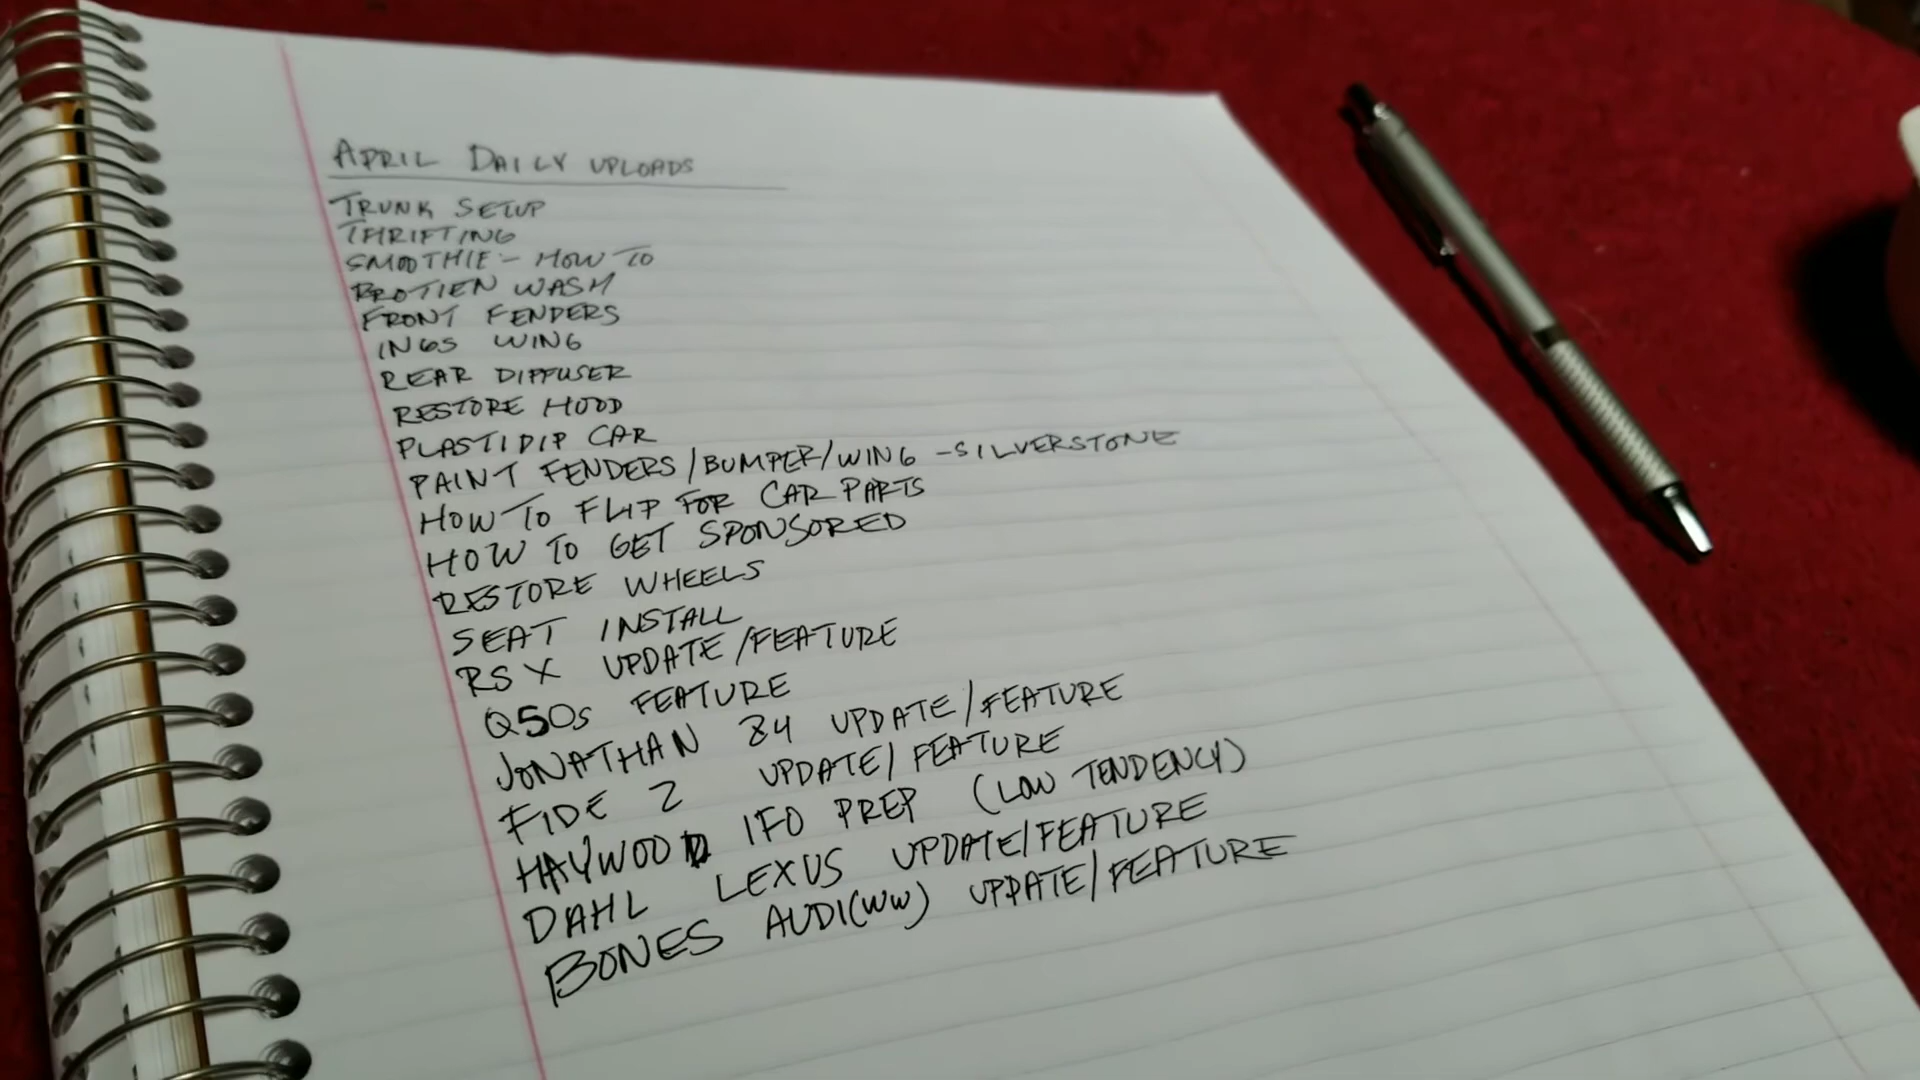 APRIL DAILY UPLOADS
TRUNK SETUP
THRIFTING
SMOOTHIE - HOW TO
PROTIEN WASH
FRONT FENDERS
INGS WING
REAR DIFFUSER
RESTORE HOOD
PLASTIDIP CAR
PAINT FENDERS/BUMPER/WING - SILVERSTONE
HOW TO FLIP FOR CAR PARTS
HOW TO GET SPONSORED
RESTORE WHEELS
SEAT INSTALL
RSX UPDATE/FEATURE
Q50s FEATURE
JONATHAN Z4 UPDATE/FEATURE
FIDE Z UPDATE/FEATURE
HAYWOOD IFO PREP (LOW TENDENCY)
DAHL LEXUS UPDATE/FEATURE
BONES AUDI(WW) UPDATE/FEATURE